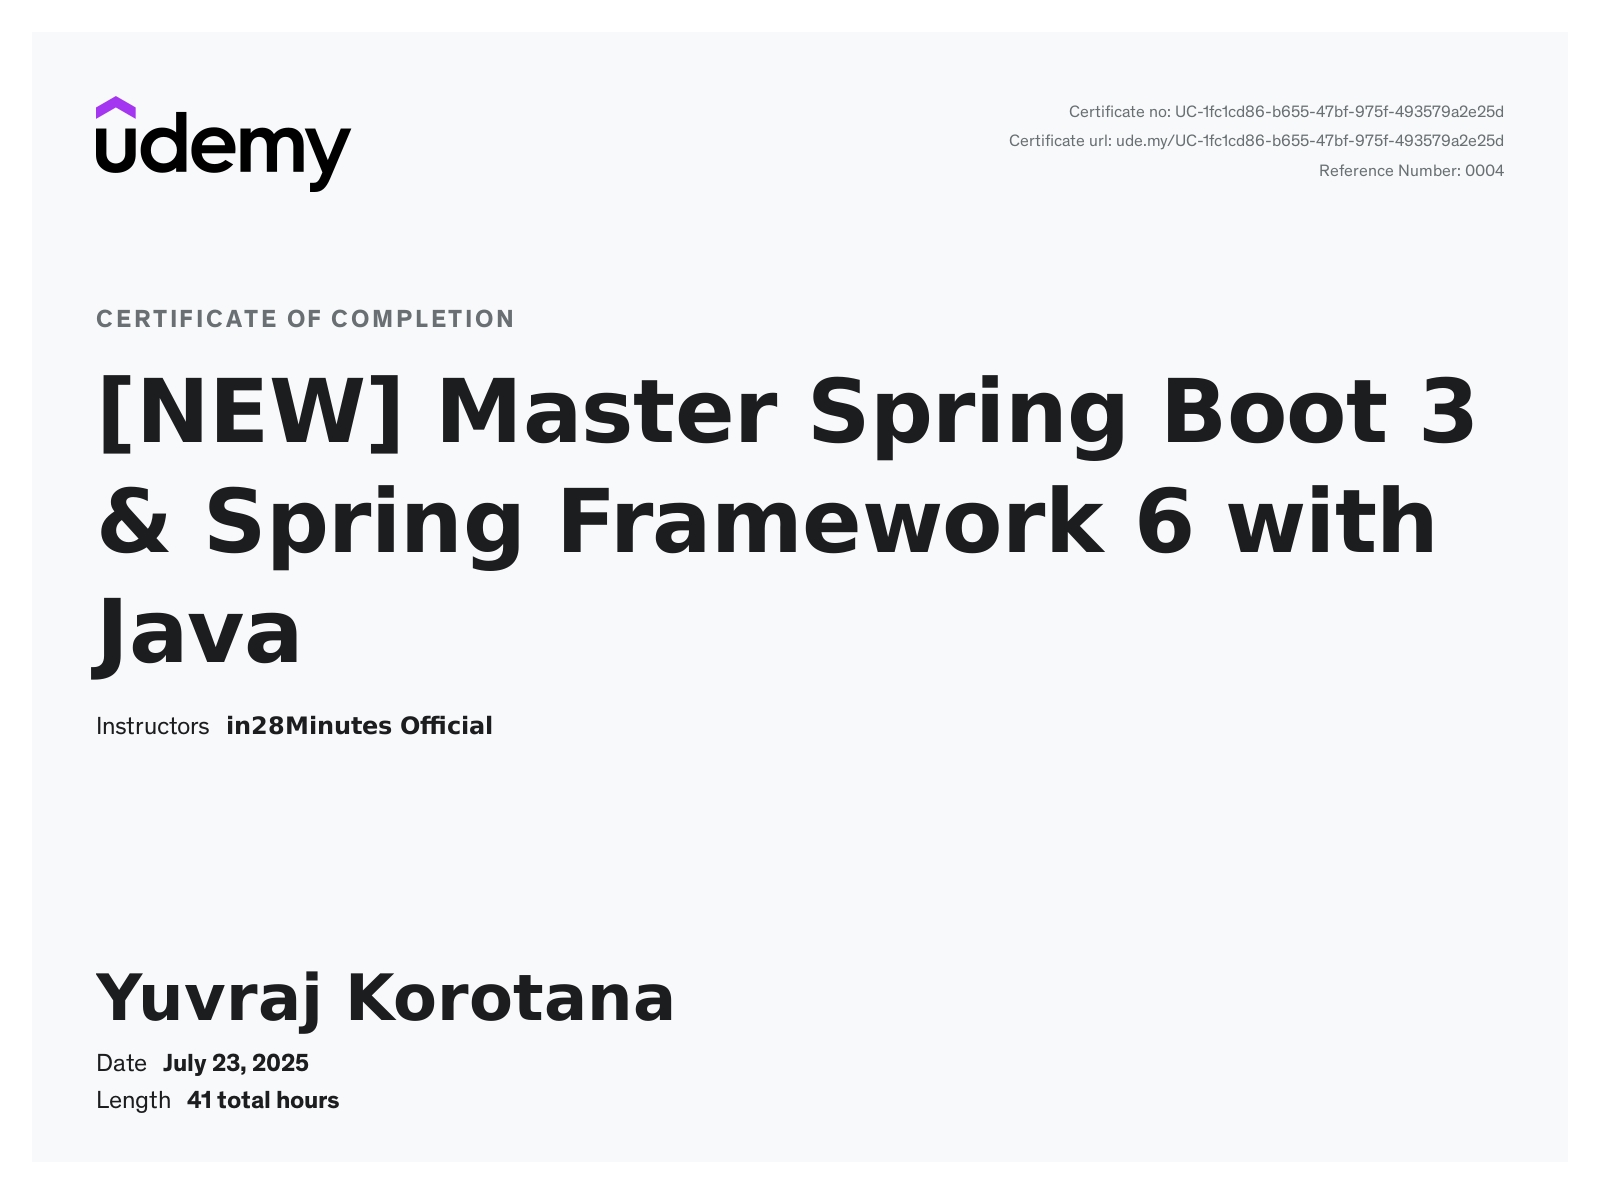 udemy
Certificate no: UC-1fc1cd86-b655-47bf-975f-493579a2e25d
Certificate url: ude.my/UC-1fc1cd86-b655-47bf-975f-493579a2e25d
Reference Number: 0004
CERTIFICATE OF COMPLETION
[NEW] Master Spring Boot 3
& Spring Framework 6 with
Java
Instructors in28Minutes Official
Yuvraj Korotana
Date July 23, 2025
Length 41 total hours